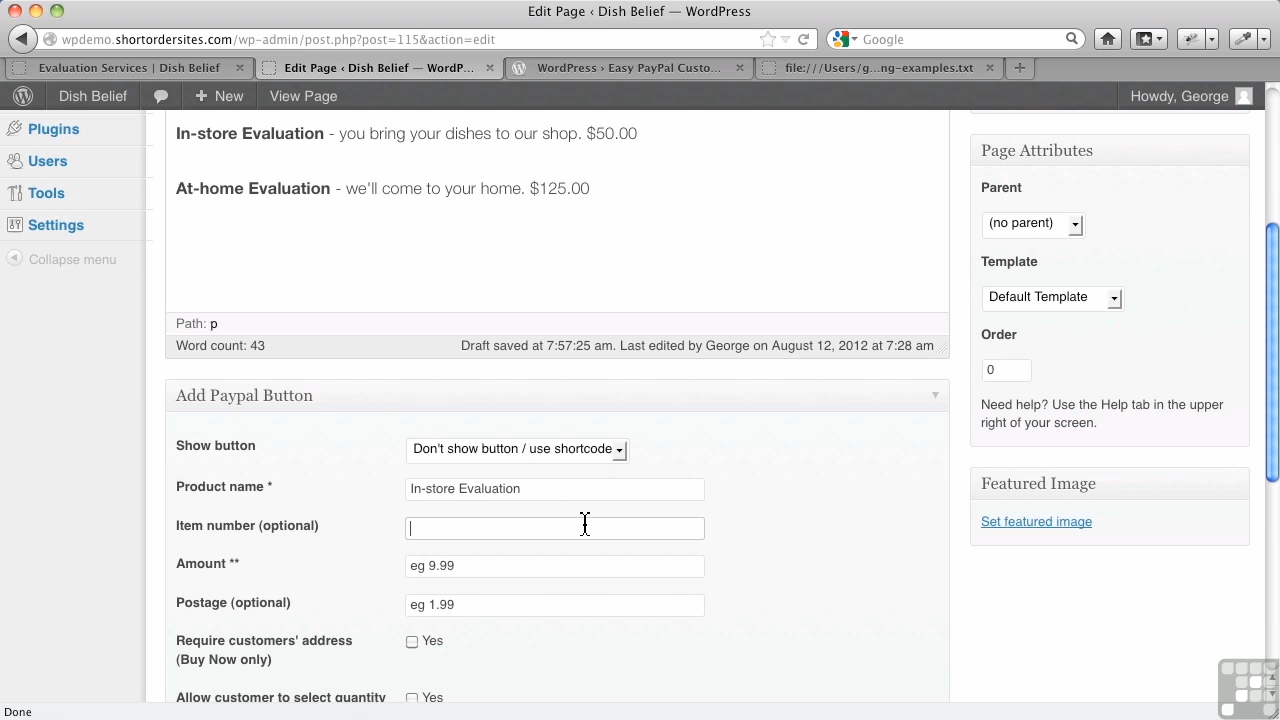 Edit Page ‹ Dish Belief — WordPress
wpdemo.shortordersites.com/wp-admin/post.php?post=115&action=edit
Google
Evaluation Services | Dish Belief
Edit Page ‹ Dish Belief — WordP...
WordPress › Easy PayPal Custo...
file:///Users/g...ng-examples.txt
Dish Belief
+ New
View Page
Howdy, George
Plugins
Users
Tools
Settings
Collapse menu
In-store Evaluation - you bring your dishes to our shop. $50.00
At-home Evaluation - we'll come to your home. $125.00
Path: p
Word count: 43
Draft saved at 7:57:25 am. Last edited by George on August 12, 2012 at 7:28 am
Add Paypal Button
Show button
Don't show button / use shortcode
Product name *
In-store Evaluation
Item number (optional)
Amount **
eg 9.99
Postage (optional)
eg 1.99
Require customers' address
(Buy Now only)
Yes
Allow customer to select quantity
Yes
Page Attributes
Parent
(no parent)
Template
Default Template
Order
0
Need help? Use the Help tab in the upper
right of your screen.
Featured Image
Set featured image
Done